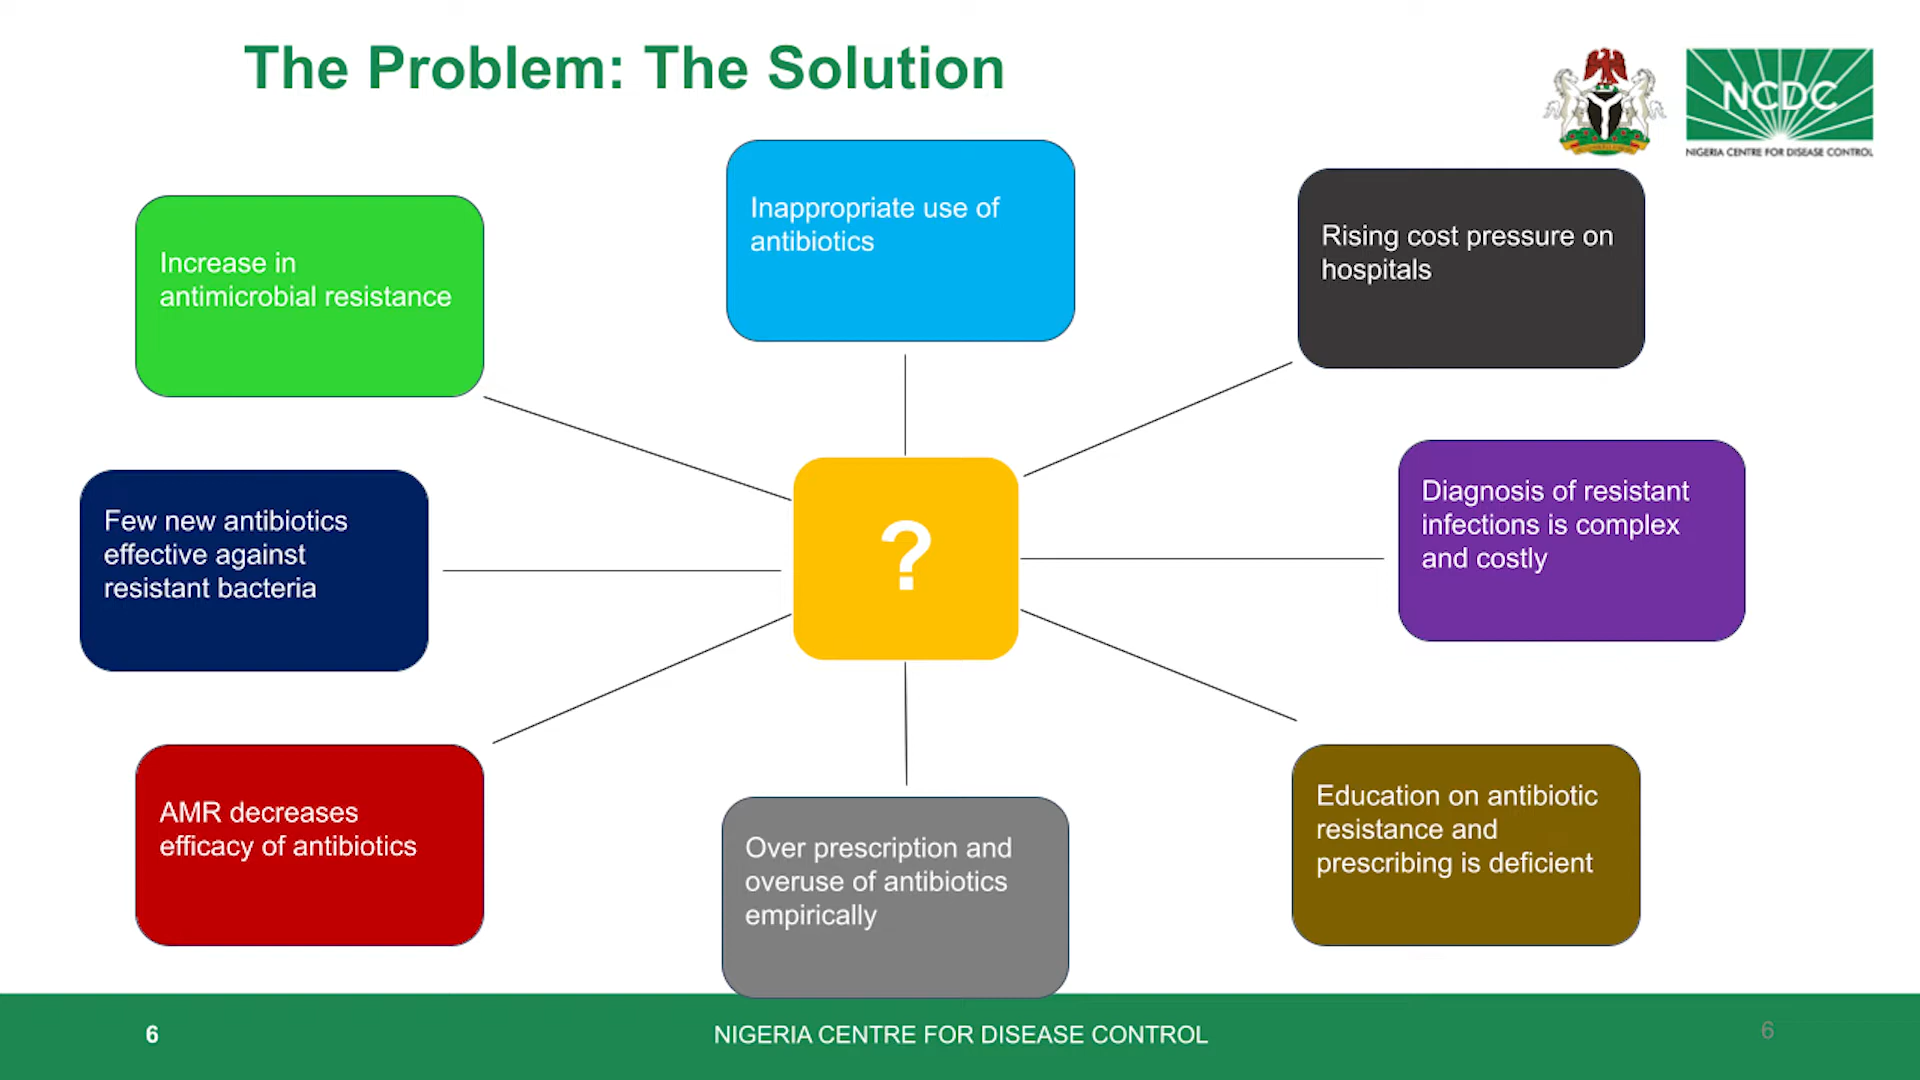 The Problem: The Solution
NCDC
NIGERIA CENTRE FOR DISEASE CONTROL
Increase in
antimicrobial resistance
Inappropriate use of
antibiotics
Rising cost pressure on
hospitals
Few new antibiotics
effective against
resistant bacteria
?
Diagnosis of resistant
infections is complex
and costly
AMR decreases
efficacy of antibiotics
Over prescription and
overuse of antibiotics
empirically
Education on antibiotic
resistance and
prescribing is deficient
6
NIGERIA CENTRE FOR DISEASE CONTROL
6